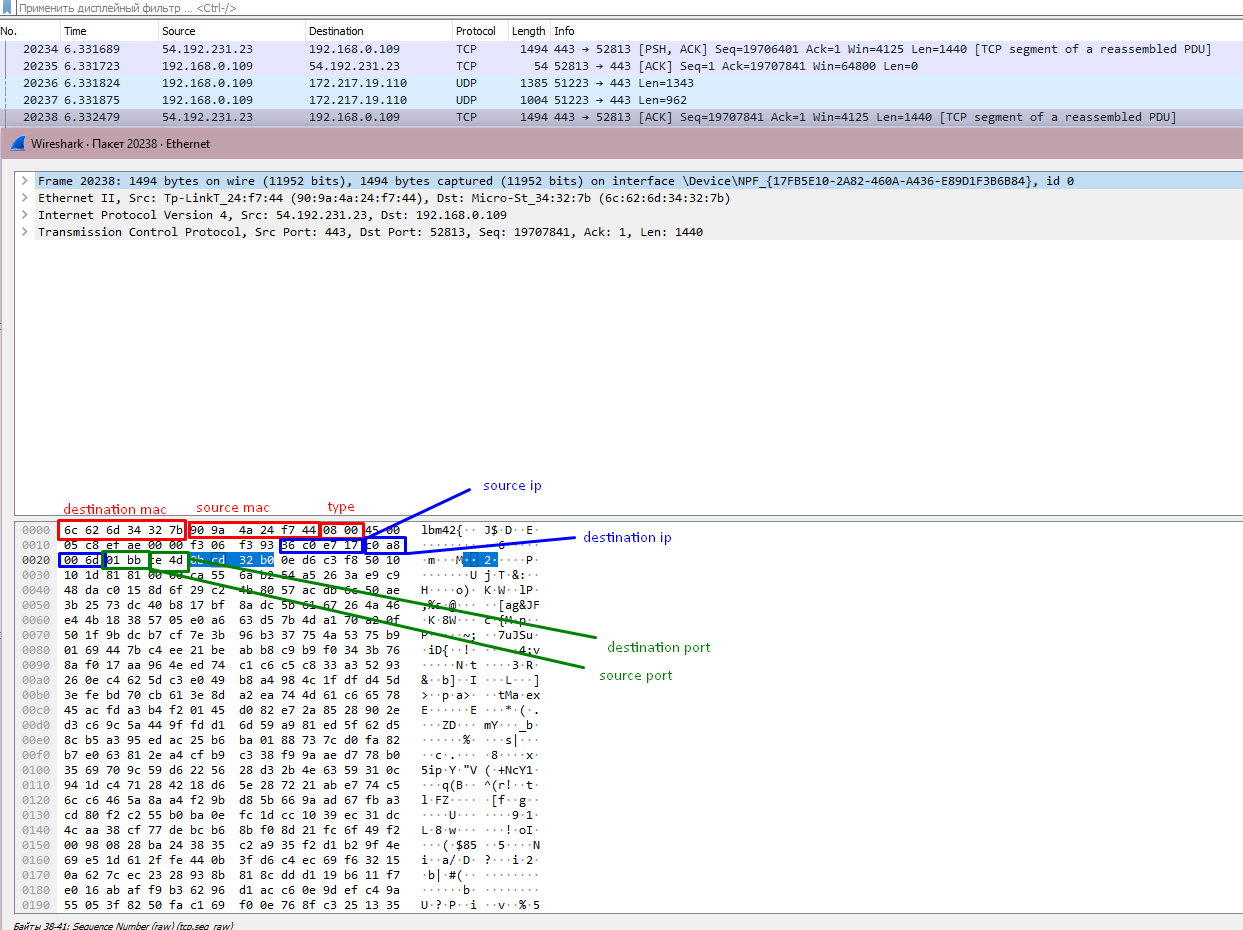 Применить дисплейный фильтр … <Ctrl-/>
No. Time Source Destination Protocol Length Info
20234 6.331689 54.192.231.23 192.168.0.109 TCP 1494 443 → 52813 [PSH, ACK] Seq=19706401 Ack=1 Win=4125 Len=1440 [TCP segment of a reassembled PDU]
20235 6.331723 192.168.0.109 54.192.231.23 TCP 54 52813 → 443 [ACK] Seq=1 Ack=19707841 Win=64800 Len=0
20236 6.331824 192.168.0.109 172.217.19.110 UDP 1385 51223 → 443 Len=1343
20237 6.331875 192.168.0.109 172.217.19.110 UDP 1004 51223 → 443 Len=962
20238 6.332479 54.192.231.23 192.168.0.109 TCP 1494 443 → 52813 [ACK] Seq=19707841 Ack=1 Win=4125 Len=1440 [TCP segment of a reassembled PDU]
Wireshark · Пакет 20238 · Ethernet
Frame 20238: 1494 bytes on wire (11952 bits), 1494 bytes captured (11952 bits) on interface \Device\NPF_{17FB5E10-2A82-460A-A436-E89D1F3B6B84}, id 0
Ethernet II, Src: Tp-LinkT_24:f7:44 (90:9a:4a:24:f7:44), Dst: Micro-St_34:32:7b (6c:62:6d:34:32:7b)
Internet Protocol Version 4, Src: 54.192.231.23, Dst: 192.168.0.109
Transmission Control Protocol, Src Port: 443, Dst Port: 52813, Seq: 19707841, Ack: 1, Len: 1440
source ip
destination mac source mac type
destination ip
0000 6c 62 6d 34 32 7b 90 9a 4a 24 f7 44 08 00 45 00
0010 05 c8 ef ae 00 00 f3 06 f3 93 36 c0 e7 17 c0 a8
0020 00 6d 01 bb ce 4d 32 b0 0e d6 c3 f8 50 10
0030 10 1d 81 81 00 ca 55 6a b2 54 a5 26 3a e9 c9
0040 48 da c0 15 8d 6f 29 c2 4b 80 57 ac db 6c 50 ae
0050 3b 25 73 dc 40 b8 17 bf 8a dc 5b 61 67 26 4a 46
0060 e4 4b 18 38 57 05 e0 a6 63 d5 7b 4d a1 70 a2 0f
0070 50 1f 9b dc b7 cf 7e 3b 96 b3 37 75 4a 53 75 b9
0080 01 69 44 7b c4 ee 21 be ab b8 c9 b9 f0 34 3b 76
0090 8a f0 17 aa 96 4e ed 74 c1 c6 c5 c8 33 a3 52 93
00a0 26 0e c4 62 5d c3 e0 49 b8 a4 98 4c 1f df d4 5d
00b0 3e fe bd 70 cb 61 3e 8d a2 ea 74 4d 61 c6 65 78
00c0 45 ac fd a3 b4 f2 01 45 d0 82 e7 2a 85 28 90 2e
00d0 d3 c6 9c 5a 44 9f fd d1 6d 59 a9 81 ed 5f 62 d5
00e0 8c b5 a3 95 ed ac 25 b6 ba 01 88 73 7c d0 fa 82
00f0 b7 e0 63 81 2e a4 cf b9 c3 38 f9 9a ae d7 78 b0
0100 35 69 70 9c 59 d6 22 56 28 d3 2b 4e 63 59 31 0c
0110 94 1d c4 71 28 42 18 d6 5e 28 72 21 ab e7 74 c5
0120 6c c6 46 5a 8a a4 f2 9b d8 5b 66 9a ad 67 fb a3
0130 cd 80 f2 c2 55 b0 ba 0e fc 1d cc 10 39 ec 31 dc
0140 4c aa 38 cf 77 de bc b6 8b f0 8d 21 fc 6f 49 f2
0150 00 98 08 28 ba 24 38 35 c2 a9 35 f2 d1 b2 9f 4e
0160 69 e5 1d 61 2f fe 44 0b 3f d6 c4 ec 69 f6 32 15
0170 0a 62 7c ec 23 28 93 8b 81 8c dd d1 19 b6 11 f7
0180 e0 16 ab af f9 b3 62 96 d1 ac c6 0e 9d ef c4 9a
0190 55 05 3f 82 50 fa c1 69 f0 0e 76 8f c3 25 13 35
destination port
source port
Байты 38-41: Sequence Number (raw) (tcp.seq_raw)